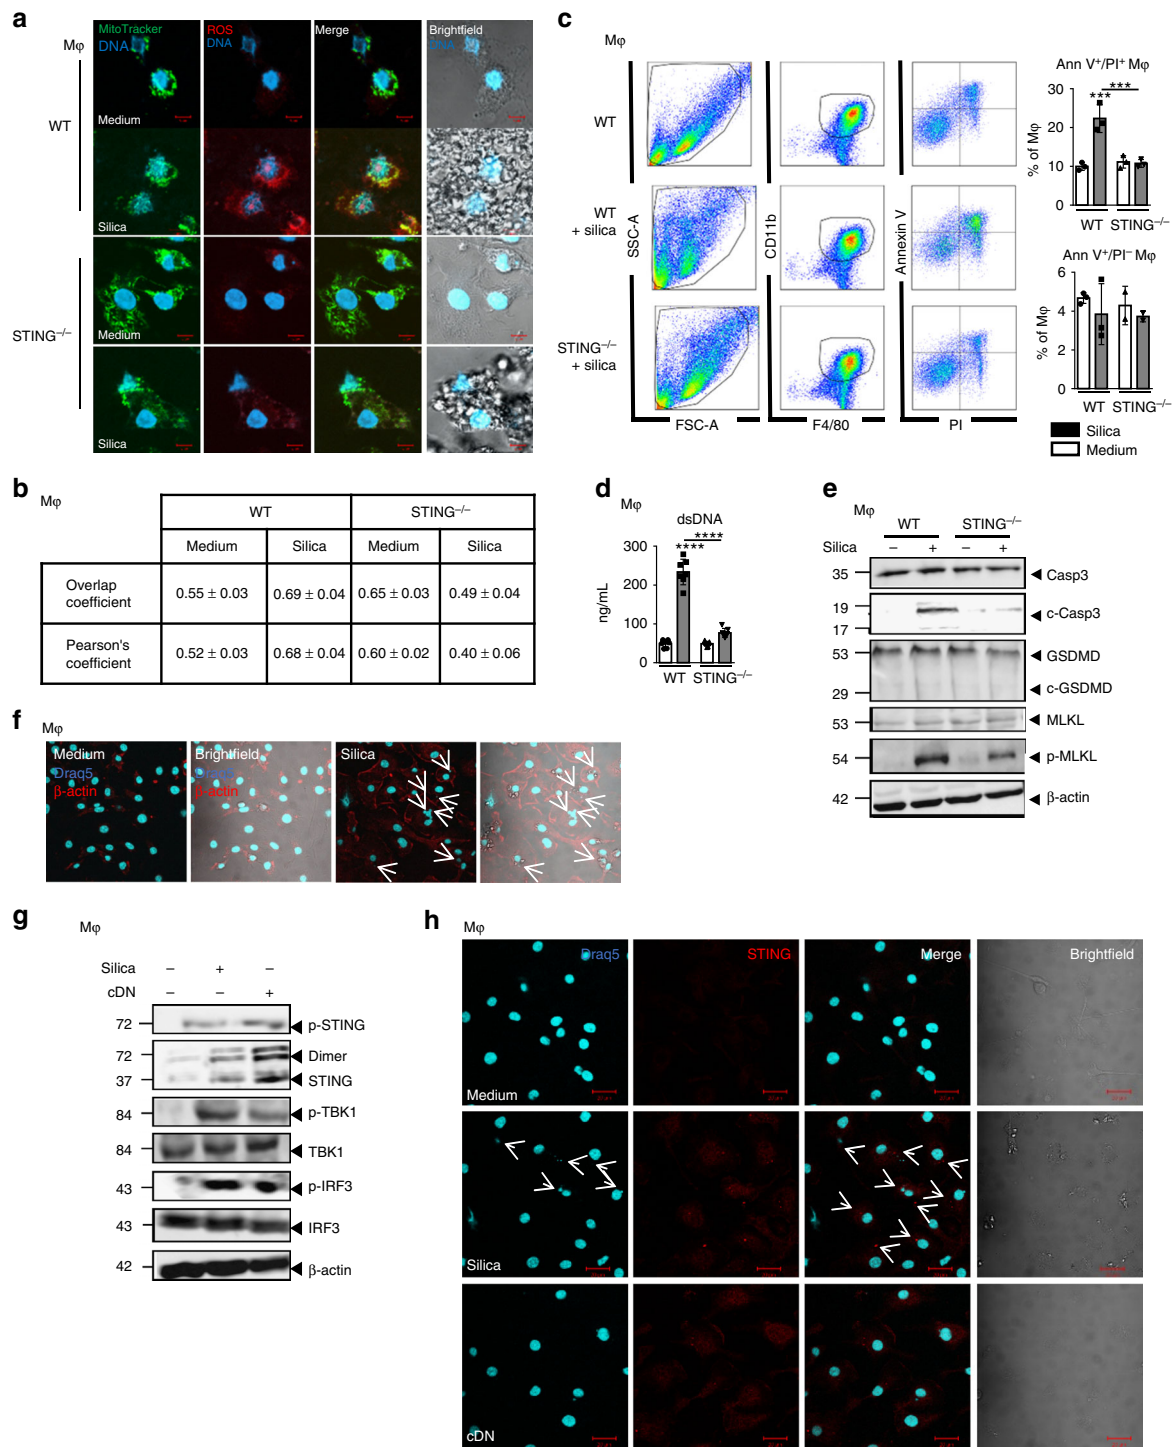 a
Mφ
MitoTracker
DNA
ROS
DNA
Merge
Brightfield
DNA
WT
Medium
Silica
STING–/–
Medium
Silica
b
Mφ
WT
STING–/–
Medium
Silica
Medium
Silica
Overlap coefficient
0.55 ± 0.03
0.69 ± 0.04
0.65 ± 0.03
0.49 ± 0.04
Pearson's coefficient
0.52 ± 0.03
0.68 ± 0.04
0.60 ± 0.02
0.40 ± 0.06
c
Mφ
WT
WT + silica
STING–/– + silica
SSC-A
FSC-A
CD11b
F4/80
Annexin V
PI
Ann V+/PI+ Mφ
% of Mφ
30
20
10
0
***
***
WT
STING–/–
Ann V+/PI– Mφ
% of Mφ
6
4
2
0
WT
STING–/–
Silica
Medium
d
Mφ
dsDNA
ng/mL
300
200
100
0
****
****
WT
STING–/–
e
Mφ
WT
STING–/–
Silica – + – +
35 Casp3
19
c-Casp3
17
53 GSDMD
29 c-GSDMD
53 MLKL
54 p-MLKL
42 β-actin
f
Mφ
Medium
Draq5
β-actin
Brightfield
Draq5
β-actin
Silica
g
Mφ
Silica – + –
cDN – – +
72 p-STING
72 Dimer
37 STING
84 p-TBK1
84 TBK1
43 p-IRF3
43 IRF3
42 β-actin
h
Mφ
Draq5
STING
Merge
Brightfield
Medium
Silica
cDN